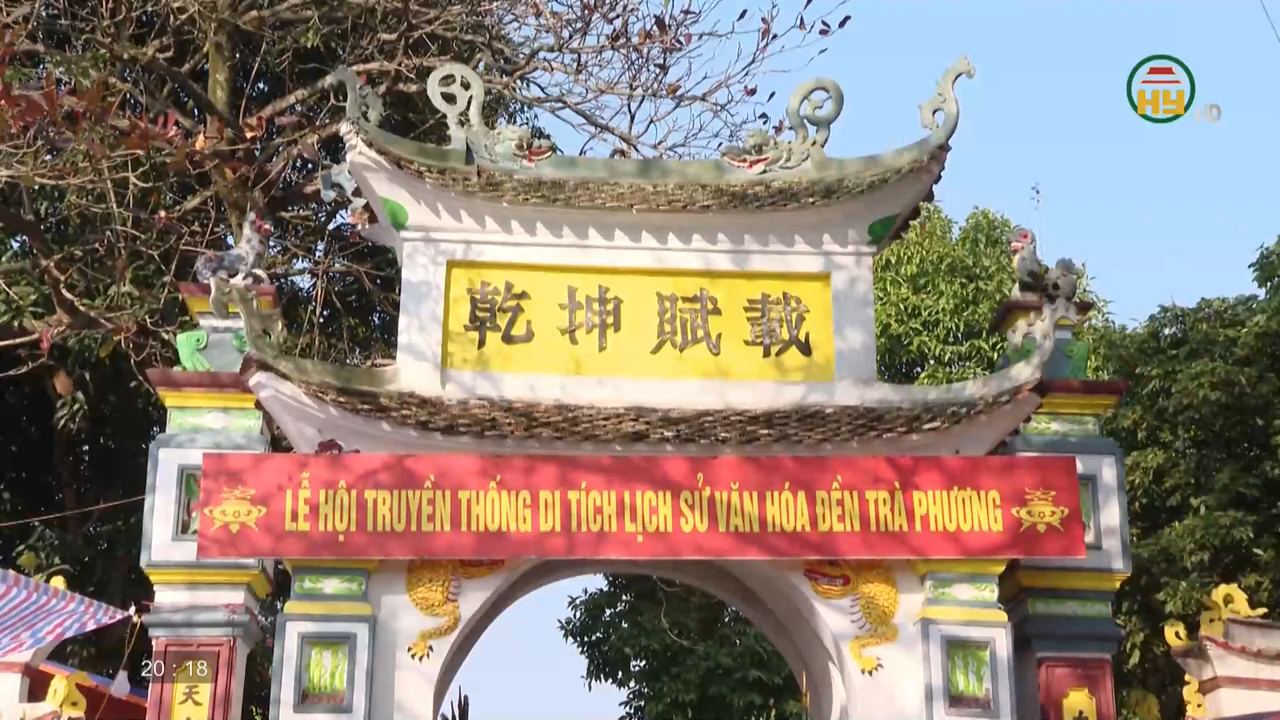 HY HD
乾坤賦載
LỄ HỘI TRUYỀN THỐNG DI TÍCH LỊCH SỬ VĂN HÓA ĐỀN TRÀ PHƯƠNG
20 : 18
天